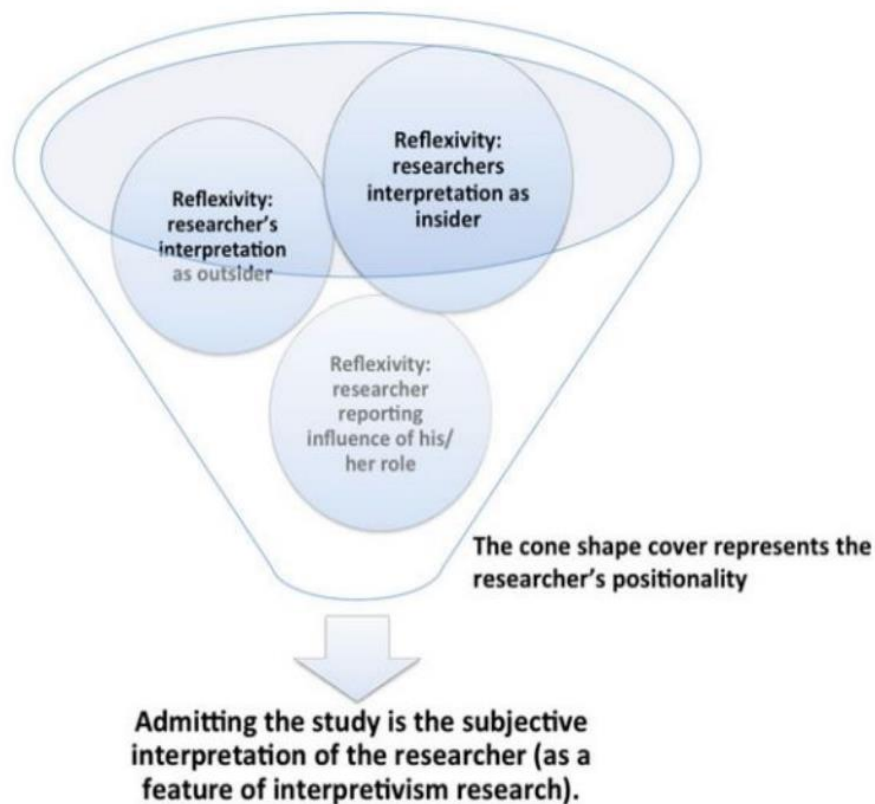 Reflexivity:
researchers
interpretation as
insider
Reflexivity:
researcher's
interpretation
as outsider
Reflexivity:
researcher
reporting
influence of his/
her role
The cone shape cover represents the
researcher's positionality
Admitting the study is the subjective
interpretation of the researcher (as a
feature of interpretivism research).